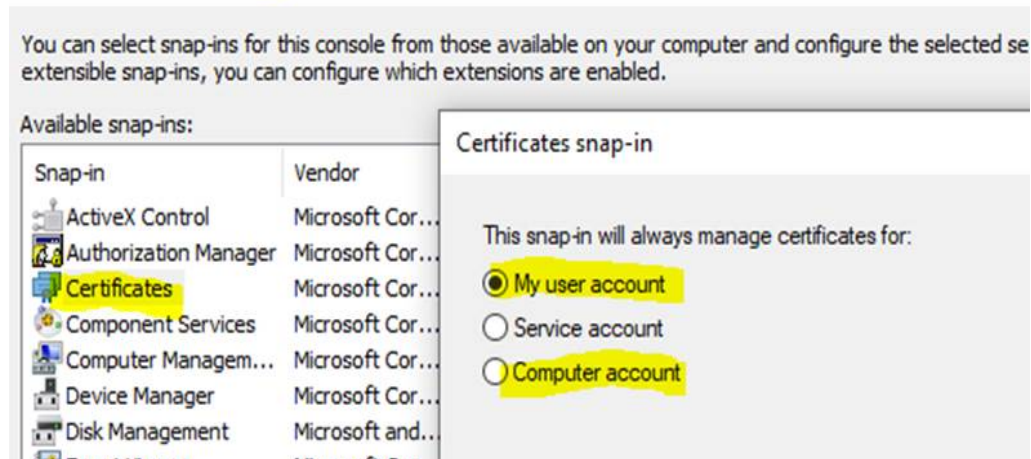 You can select snap-ins for this console from those available on your computer and configure the selected se
extensible snap-ins, you can configure which extensions are enabled.
Available snap-ins:
Snap-in Vendor
ActiveX Control Microsoft Cor...
Authorization Manager Microsoft Cor...
Certificates Microsoft Cor...
Component Services Microsoft Cor...
Computer Managem... Microsoft Cor...
Device Manager Microsoft Cor...
Disk Management Microsoft and...
Certificates snap-in
This snap-in will always manage certificates for:
My user account
Service account
Computer account